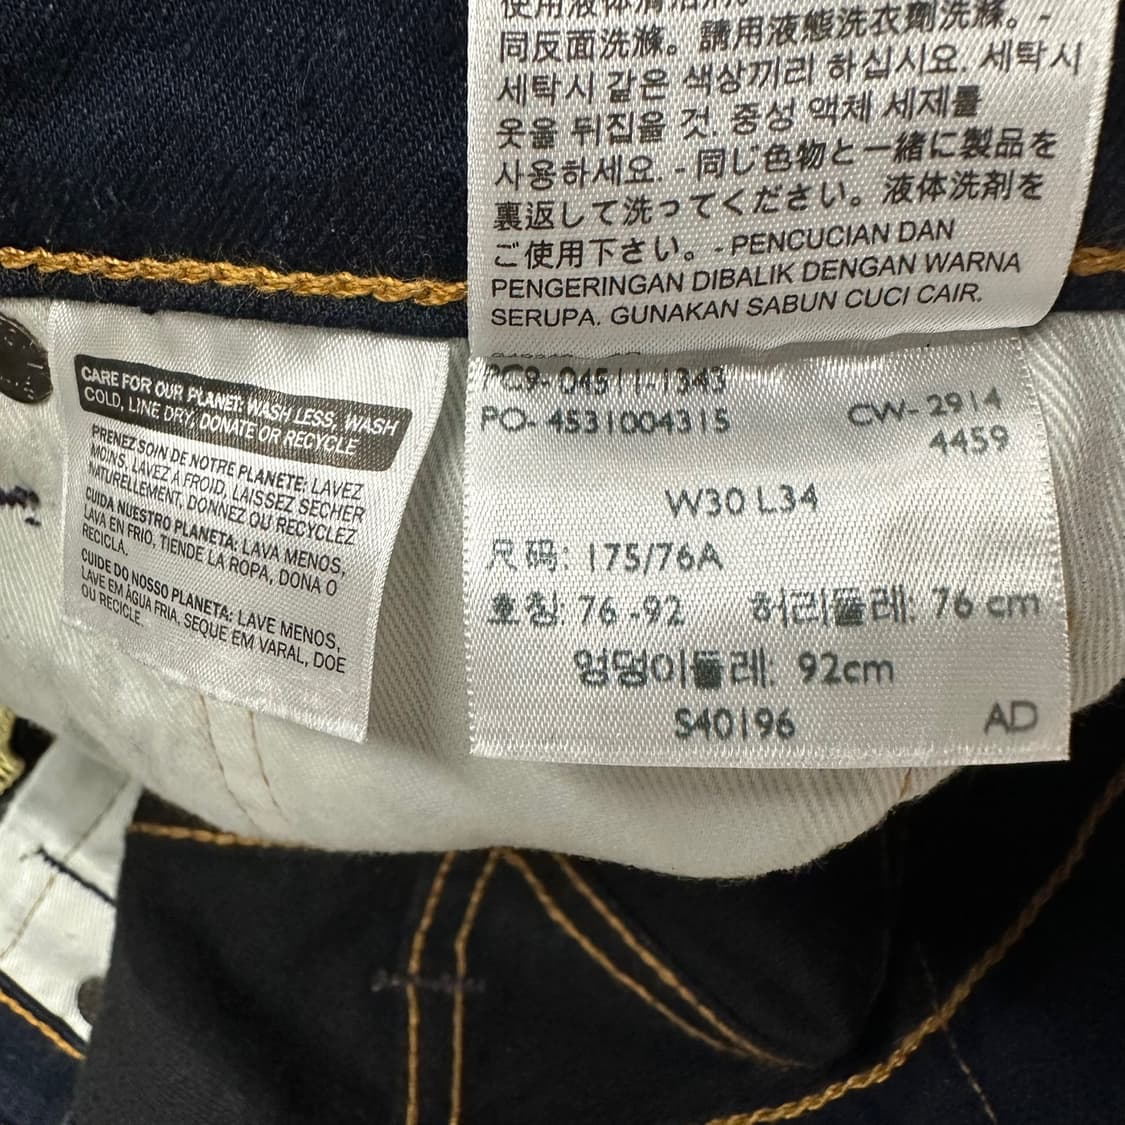 使用液体清洁剂。
同反面洗滌。請用液態洗衣劑洗滌。-
세탁시 같은 색상끼리 하십시요. 세탁시
옷을 뒤집을 것. 중성 액체 세제를
사용하세요. - 同じ色物と一緒に製品を
裏返して洗ってください。液体洗剤を
ご使用下さい。- PENCUCIAN DAN
PENGERINGAN DIBALIK DENGAN WARNA
SERUPA. GUNAKAN SABUN CUCI CAIR.
CARE FOR OUR PLANET: WASH LESS, WASH
COLD, LINE DRY, DONATE OR RECYCLE
PRENEZ SOIN DE NOTRE PLANETE: LAVEZ
MOINS, LAVEZ A FROID, LAISSEZ SECHER
NATURELLEMENT, DONNEZ OU RECYCLEZ
CUIDA NUESTRO PLANETA: LAVA MENOS,
LAVA EN FRIO, TIENDE LA ROPA, DONA O
RECICLA.
CUIDE DO NOSSO PLANETA: LAVE MENOS,
LAVE EM ÁGUA FRIA, SEQUE EM VARAL, DOE
OU RECICLE.
PC9- 04511-1343
PO- 4531004315 CW- 2914
4459
W30 L34
尺码: 175/76A
호칭: 76 -92 허리둘레: 76 cm
엉덩이둘레: 92cm
S40196 AD